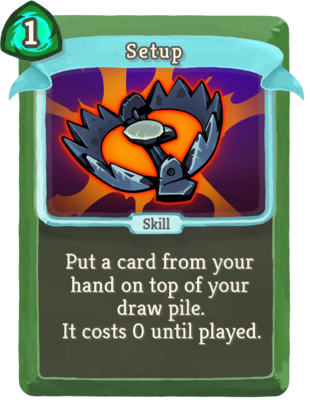 1
Setup
Skill
Put a card from your
hand on top of your
draw pile.
It costs 0 until played.